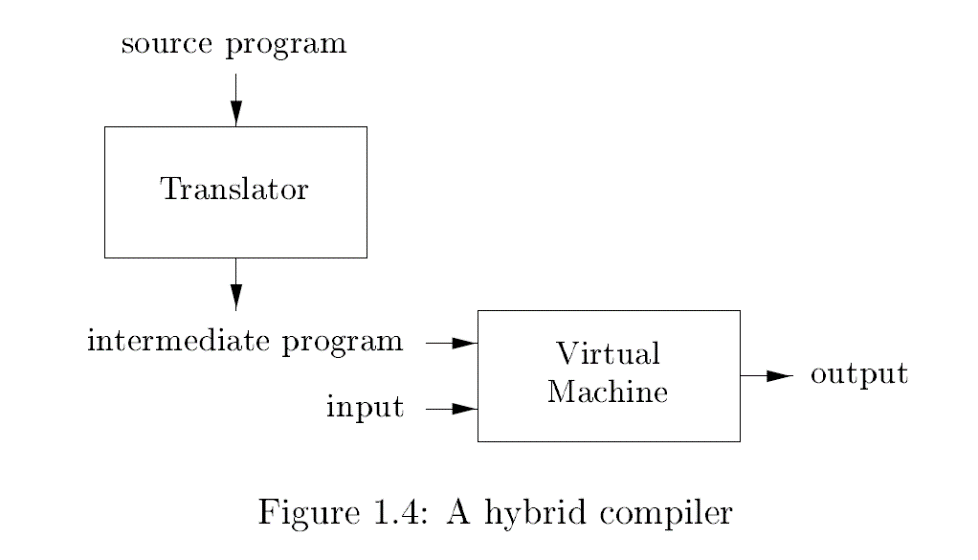 source program
Translator
intermediate program
input
Virtual
Machine
output
Figure 1.4: A hybrid compiler